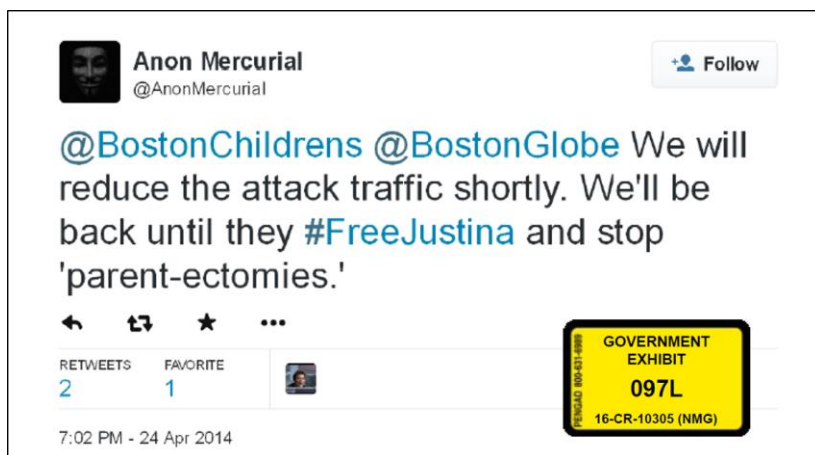 Anon Mercurial
@AnonMercurial
Follow
@BostonChildrens @BostonGlobe We will
reduce the attack traffic shortly. We'll be
back until they #FreeJustina and stop
'parent-ectomies.'
RETWEETS FAVORITE
2 1
7:02 PM - 24 Apr 2014
PENGAD 800-631-6989
GOVERNMENT
EXHIBIT
097L
16-CR-10305 (NMG)